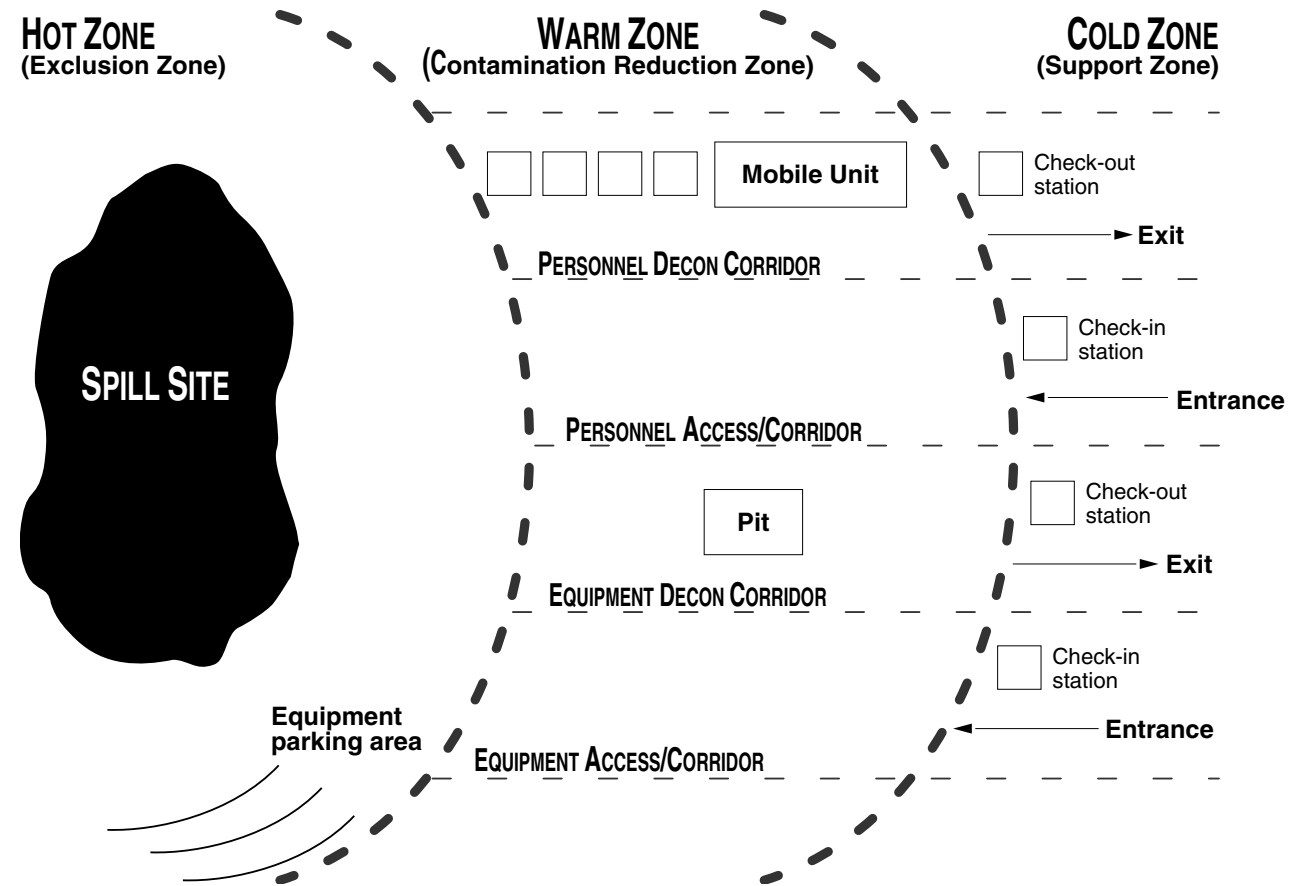 HOT ZONE
(Exclusion Zone)
WARM ZONE
(Contamination Reduction Zone)
COLD ZONE
(Support Zone)
Mobile Unit
Check-out
station
Exit
PERSONNEL DECON CORRIDOR
Check-in
station
SPILL SITE
Entrance
PERSONNEL ACCESS/CORRIDOR
Check-out
station
Pit
Exit
EQUIPMENT DECON CORRIDOR
Check-in
station
Equipment
parking area
Entrance
EQUIPMENT ACCESS/CORRIDOR